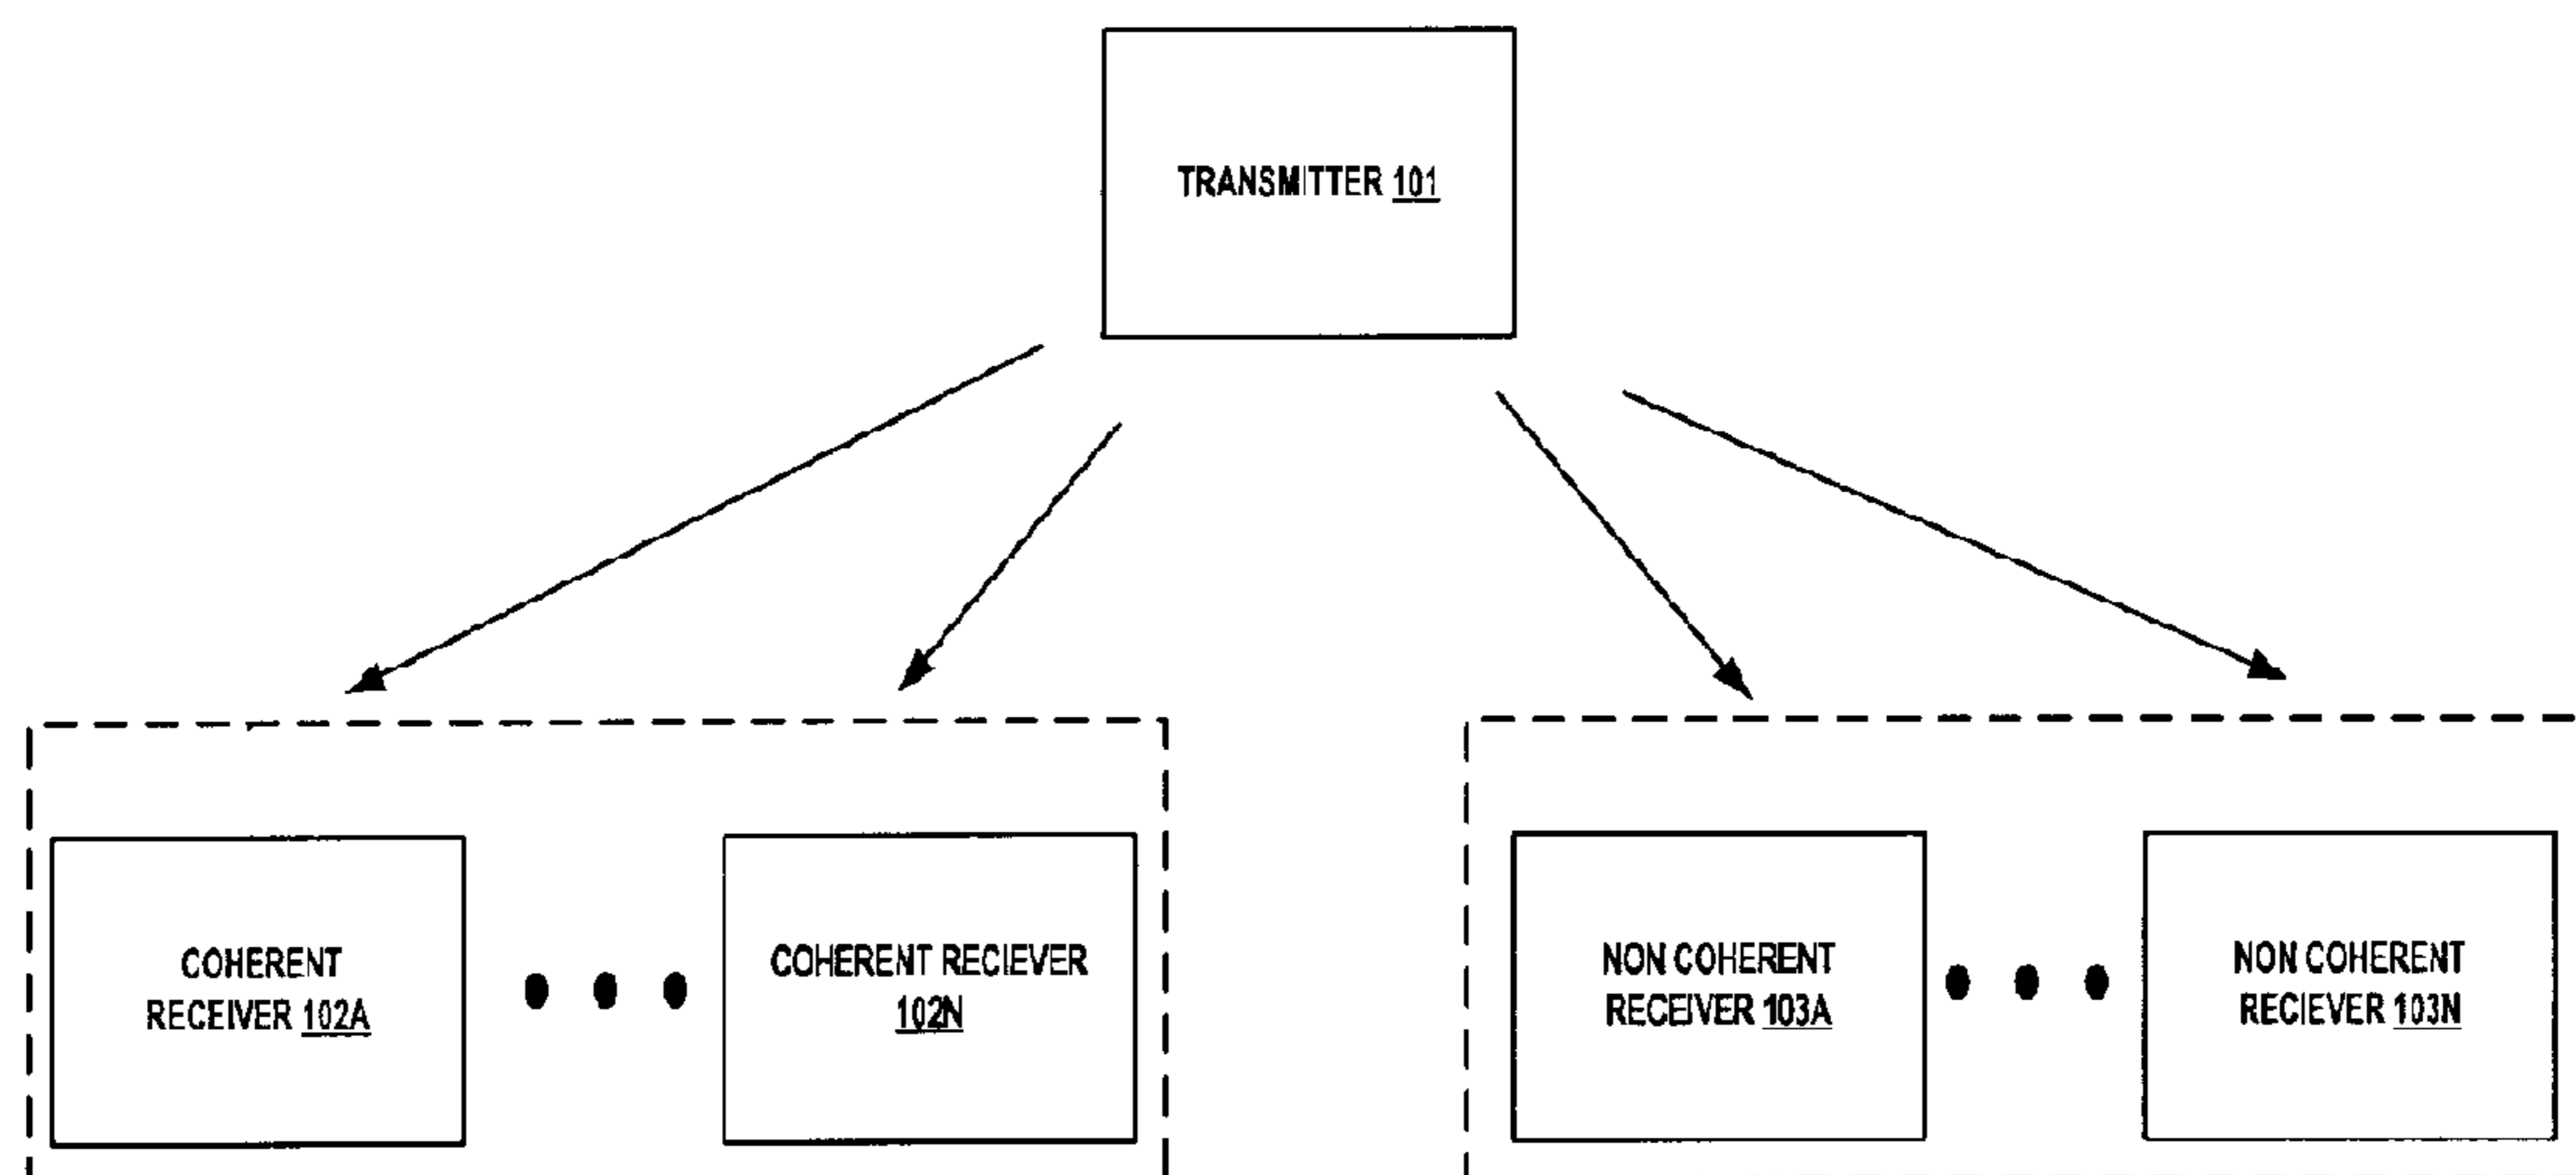 TRANSMITTER 101
COHERENT
RECEIVER 102A
COHERENT RECIEVER
102N
NON COHERENT
RECEIVER 103A
NON COHERENT
RECIEVER 103N